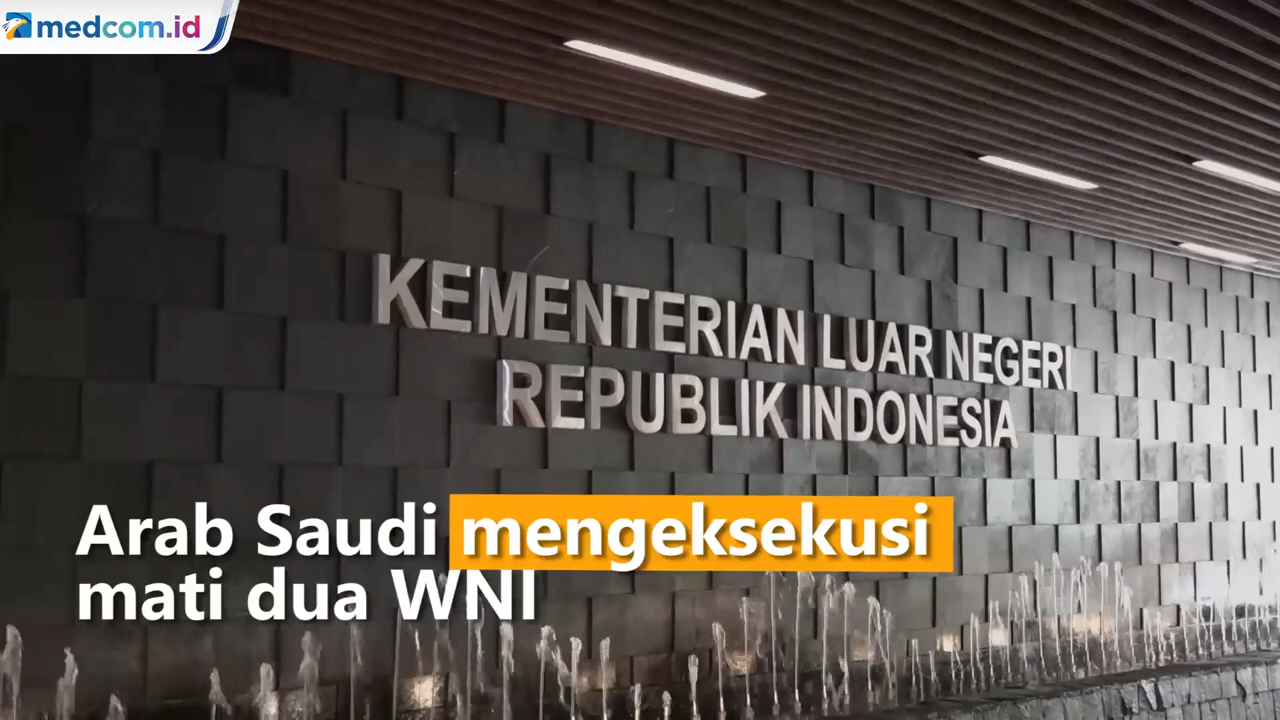 medcom.id
KEMENTERIAN LUAR NEGERI
REPUBLIK INDONESIA
Arab Saudi mengeksekusi
mati dua WNI